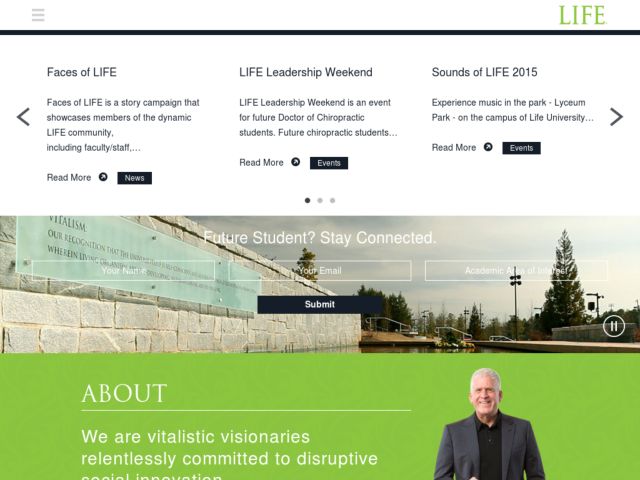 LIFE
Faces of LIFE
Faces of LIFE is a story campaign that
showcases members of the dynamic
LIFE community,
including faculty/staff,…
Read More
News
LIFE Leadership Weekend
LIFE Leadership Weekend is an event
for future Doctor of Chiropractic
students. Future chiropractic students…
Read More
Events
Sounds of LIFE 2015
Experience music in the park - Lyceum
Park - on the campus of Life University…
Read More
Events
VITALISM
OUR RECOGNITION THAT THE UNIVERSE
WHEREIN LIVING ORGANISMS
Future Student? Stay Connected.
Your Name
Your Email
Academic Area of Interest
Submit
ABOUT
We are vitalistic visionaries
relentlessly committed to disruptive
social innovation